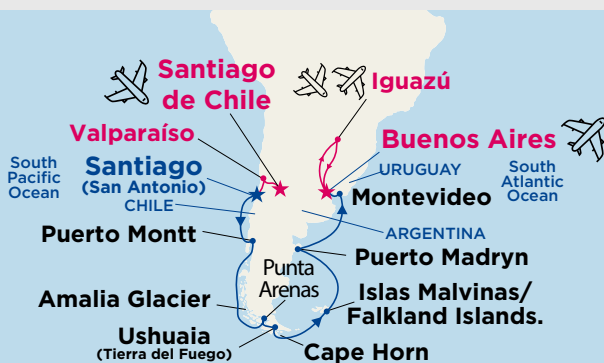 Santiago
de Chile
Iguazú
Valparaíso
Buenos Aires
South
Pacific
Ocean
Santiago
(San Antonio)
URUGUAY
South
Atlantic
Ocean
Montevideo
CHILE
Puerto Montt
ARGENTINA
Puerto Madryn
Punta
Arenas
Amalia Glacier
Islas Malvinas/
Falkland Islands.
Ushuaia
(Tierra del Fuego)
Cape Horn